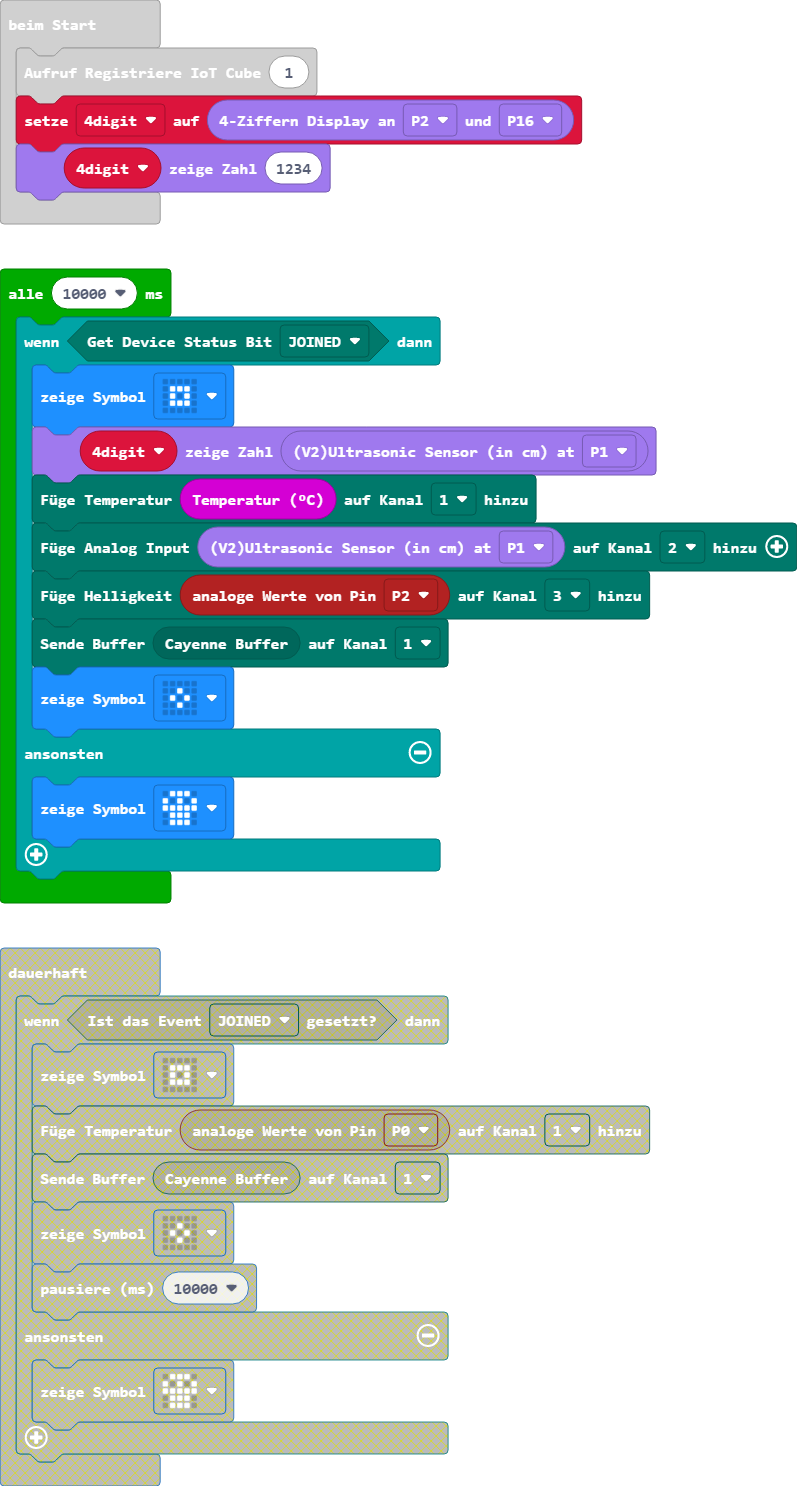 beim Start
Aufruf Registriere IoT Cube 1
setze 4digit auf 4-Ziffern Display an P2 und P16
4digit zeige Zahl 1234
alle 10000 ms
wenn Get Device Status Bit JOINED dann
zeige Symbol
4digit zeige Zahl (V2)Ultrasonic Sensor (in cm) at P1
Füge Temperatur Temperatur (°C) auf Kanal 1 hinzu
Füge Analog Input (V2)Ultrasonic Sensor (in cm) at P1 auf Kanal 2 hinzu
Füge Helligkeit analoge Werte von Pin P2 auf Kanal 3 hinzu
Sende Buffer Cayenne Buffer auf Kanal 1
zeige Symbol
ansonsten
zeige Symbol
dauerhaft
wenn Ist das Event JOINED gesetzt? dann
zeige Symbol
Füge Temperatur analoge Werte von Pin P0 auf Kanal 1 hinzu
Sende Buffer Cayenne Buffer auf Kanal 1
zeige Symbol
pausiere (ms) 10000
ansonsten
zeige Symbol